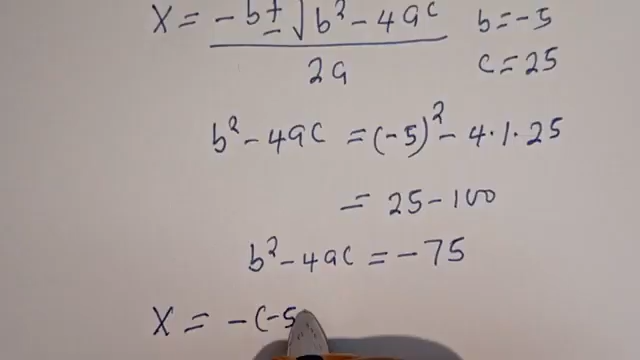 X = -b ± √b² - 4ac b = -5
2a c = 25
b² - 4ac = (-5)² - 4·1·25
= 25 - 100
b² - 4ac = -75
X = -(-5